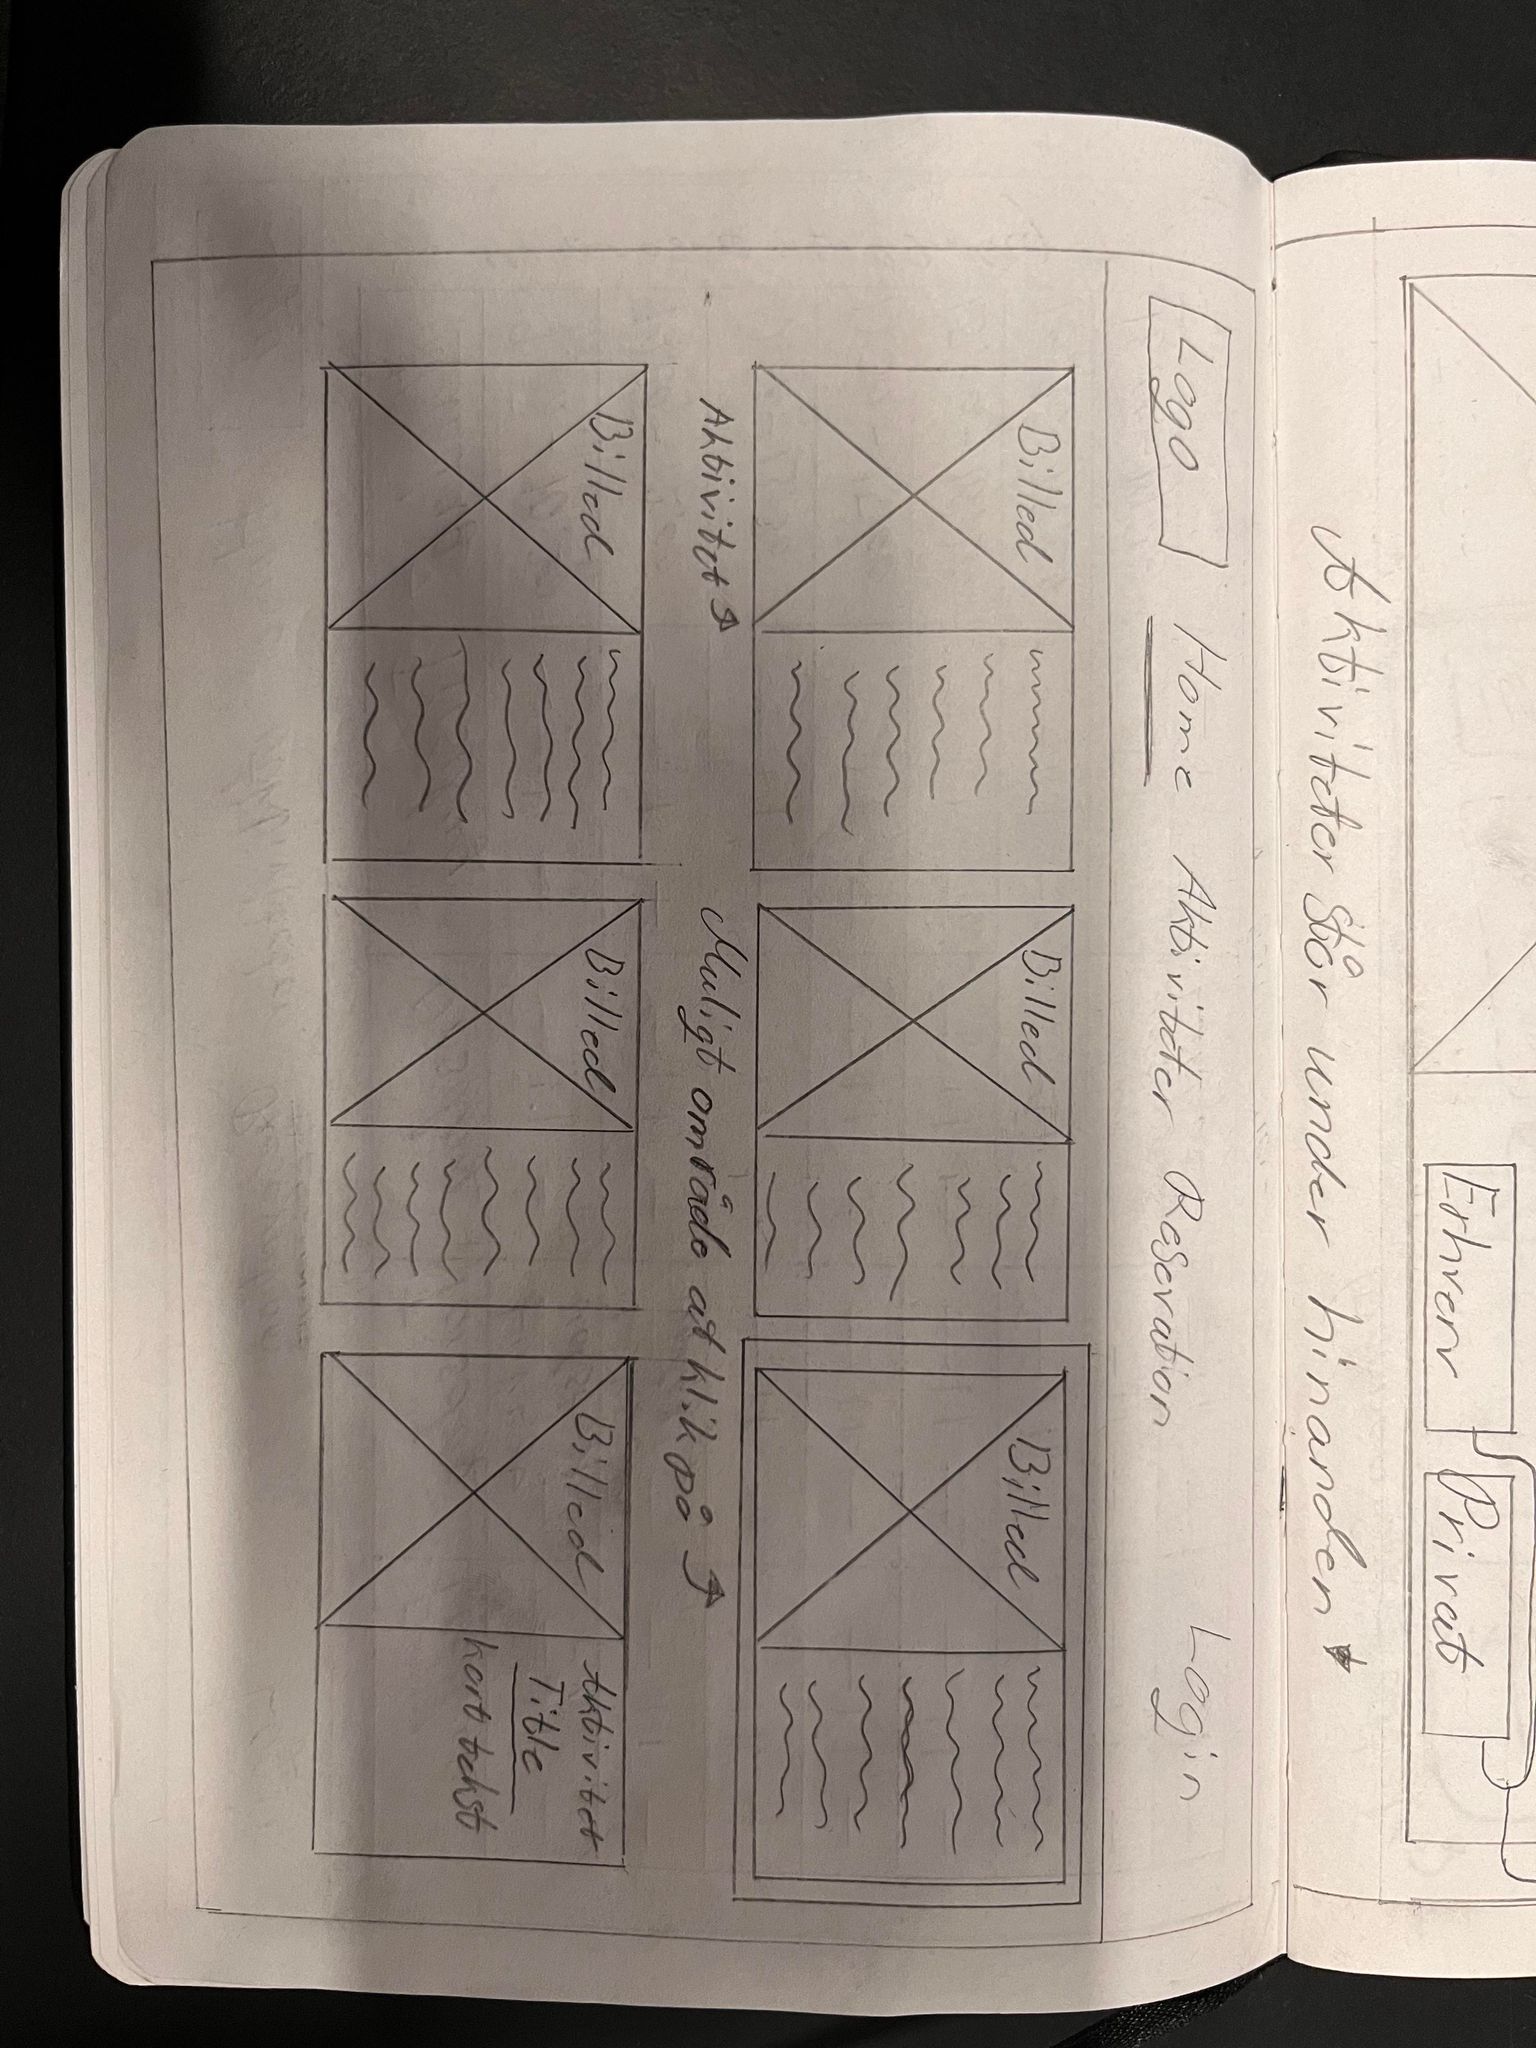 Erhverv
Privat
Aktiviteter står under hinanden
Logo
Home Aktiviteter Reservation Login
Billed
Billed
Billed
Aktivitet
Muligt område at klik på
Billed
Billed
Billed
Aktivitet
Title
kort tekst